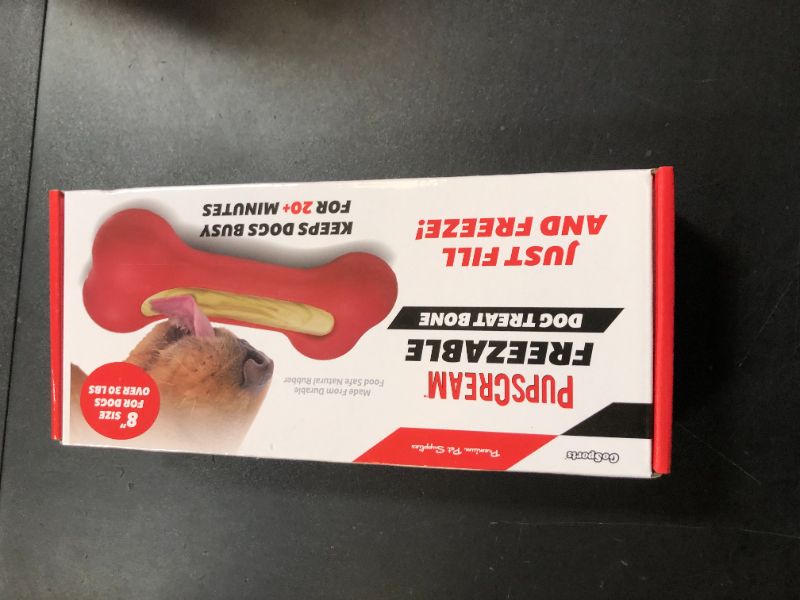 GoSports
Premium Pet Supplies
PUPSCREAM™
FREEZABLE
DOG TREAT BONE
JUST FILL
AND FREEZE!
8" SIZE
FOR DOGS
OVER 30 LBS
Made From Durable
Food Safe Natural Rubber
KEEPS DOGS BUSY
FOR 20+ MINUTES